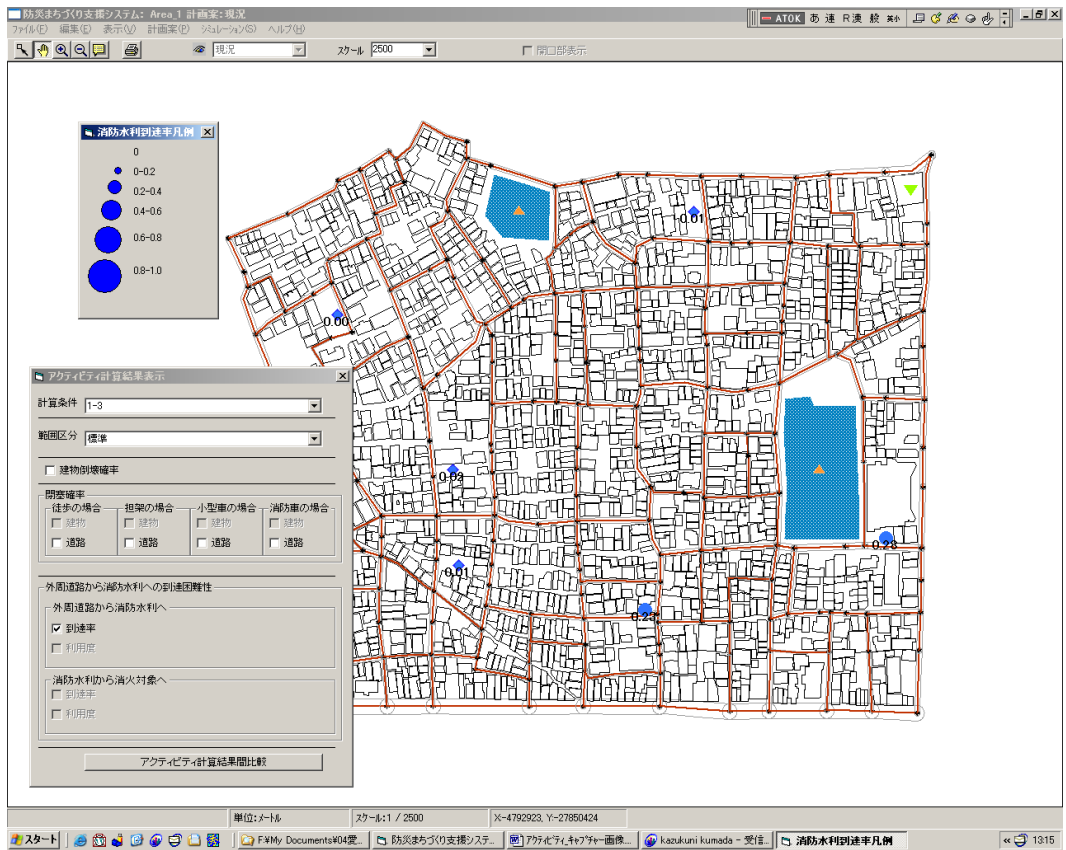 防災まちづくり支援システム: Area_1 計画案:現況
ATOK あ 連 R漢 般
ファイル(F) 編集(E) 表示(V) 計画案(P) シミュレーション(S) ヘルプ(H)
現況 スケール 2500 開口部表示
消防水利到達率凡例
0
0-0.2
0.2-0.4
0.4-0.6
0.6-0.8
0.8-1.0
0.01
0.00
0.03
0.23
0.01
0.23
アクティビティ計算結果表示
計算条件 1-3
範囲区分 標準
建物倒壊確率
閉塞確率
徒歩の場合 担架の場合 小型車の場合 消防車の場合
建物 建物 建物 建物
道路 道路 道路 道路
外周道路から消防水利への到達困難性
外周道路から消防水利へ
到達率
利用度
消防水利から消火対象へ
到達率
利用度
アクティビティ計算結果間比較
単位:メートル スケール:1 / 2500 X:-4792923, Y:-27850424
スタート F:¥My Documents¥04愛... 防災まちづくり支援システ... アクティビティ_キャプチャー画像... kazukuni kumada - 受信... 消防水利到達率凡例 « 13:15